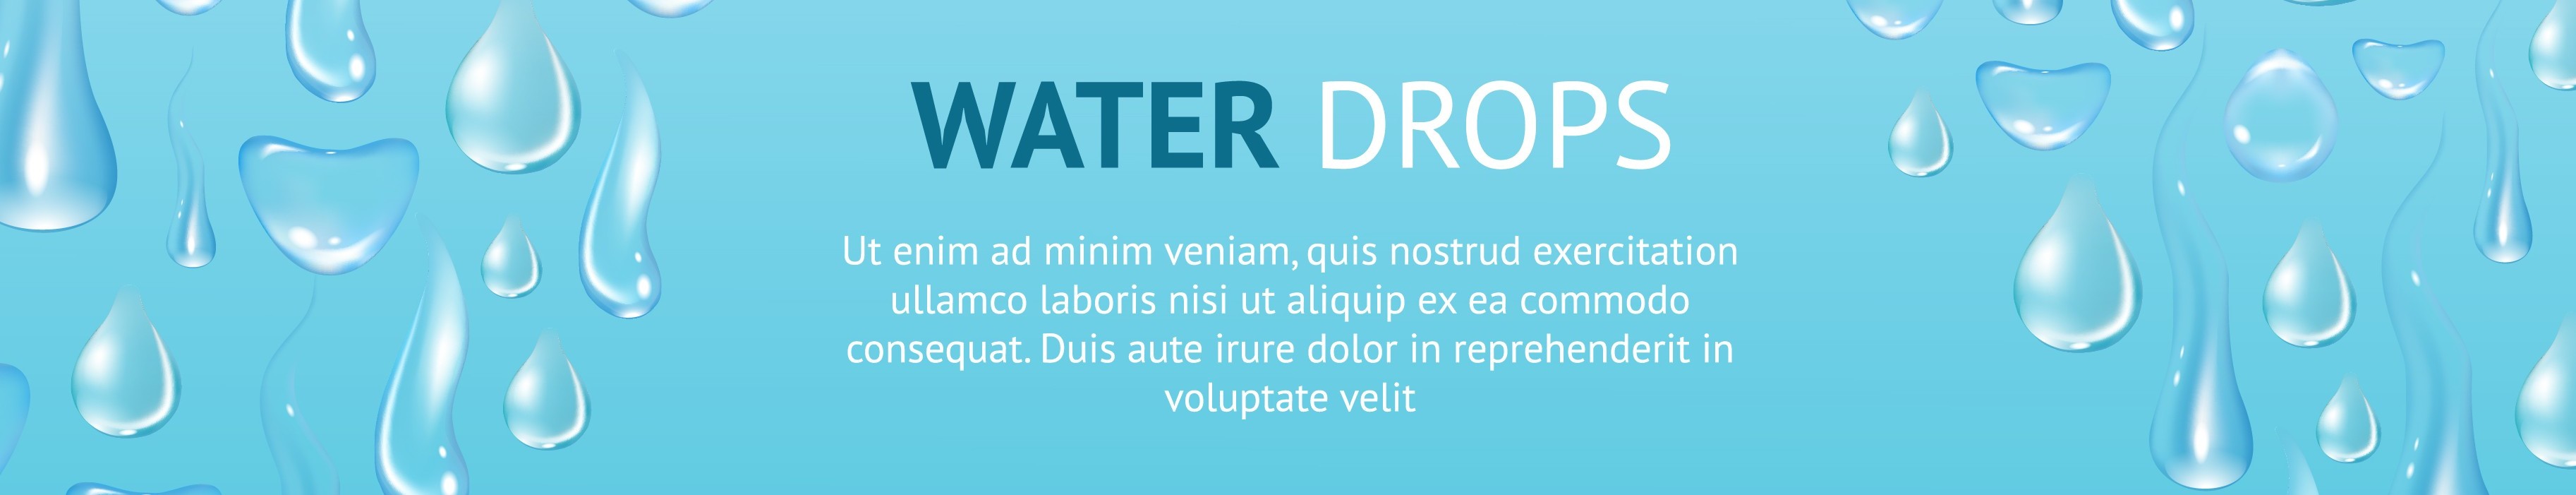 WATER DROPS
Ut enim ad minim veniam, quis nostrud exercitation
ullamco laboris nisi ut aliquip ex ea commodo
consequat. Duis aute irure dolor in reprehenderit in
voluptate velit